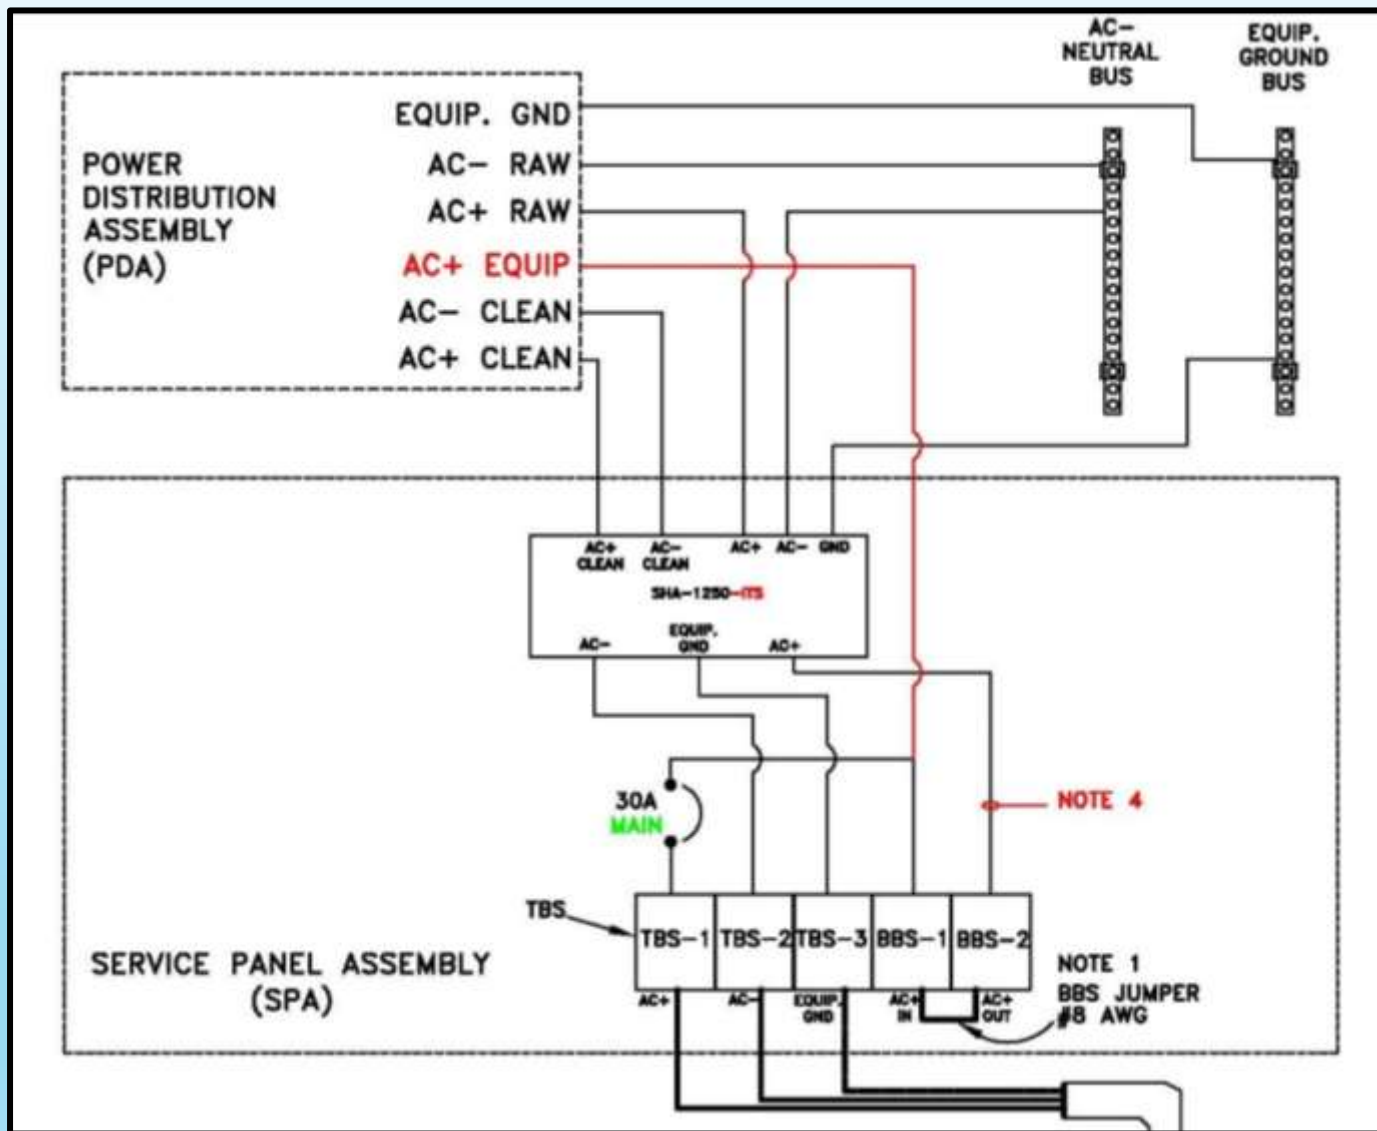 AC−
NEUTRAL
BUS
EQUIP.
GROUND
BUS
POWER
DISTRIBUTION
ASSEMBLY
(PDA)
EQUIP. GND
AC− RAW
AC+ RAW
AC+ EQUIP
AC− CLEAN
AC+ CLEAN
AC+
CLEAN
AC−
CLEAN
AC+
AC−
GND
SHA−1250−ITS
AC−
EQUIP.
GND
AC+
30A
MAIN
NOTE 4
TBS
TBS−1
TBS−2
TBS−3
BBS−1
BBS−2
AC+
AC−
EQUIP.
GND
AC+
IN
AC+
OUT
NOTE 1
BBS JUMPER
#8 AWG
SERVICE PANEL ASSEMBLY
(SPA)